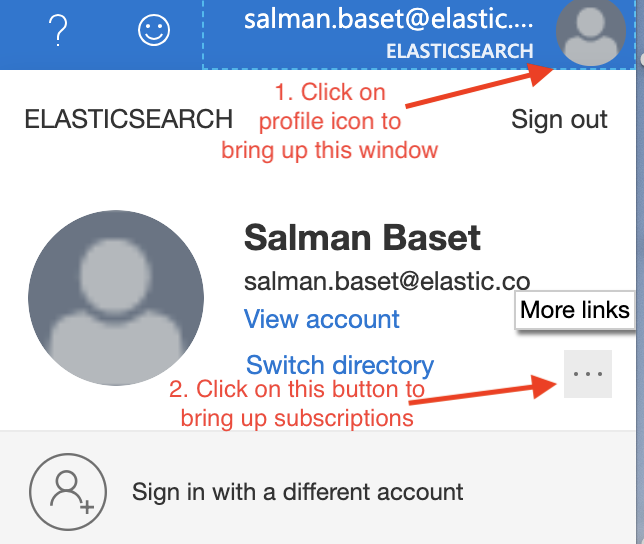 ?
salman.baset@elastic....
ELASTICSEARCH
1. Click on
profile icon to
bring up this window
ELASTICSEARCH
Sign out
Salman Baset
salman.baset@elastic.co
View account
More links
Switch directory
...
2. Click on this button to
bring up subscriptions
Sign in with a different account